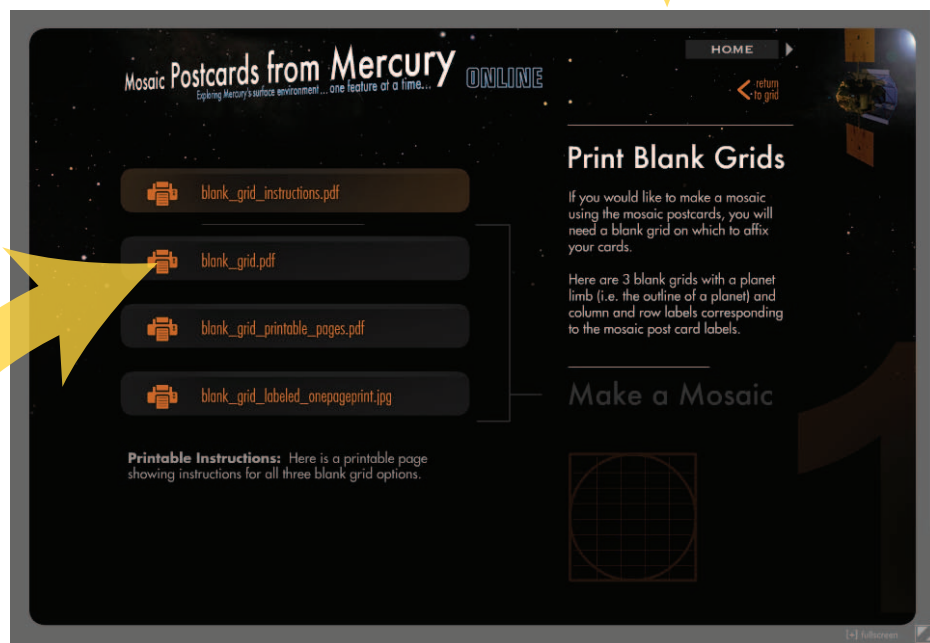 HOME
Mosaic Postcards from Mercury ONLINE
Exploring Mercury's surface environment... one feature at a time...
return
to grid
Print Blank Grids
If you would like to make a mosaic
using the mosaic postcards, you will
need a blank grid on which to affix
your cards.
Here are 3 blank grids with a planet
limb (i.e. the outline of a planet) and
column and row labels corresponding
to the mosaic post card labels.
blank_grid_instructions.pdf
blank_grid.pdf
blank_grid_printable_pages.pdf
blank_grid_labeled_onepageprint.jpg
Make a Mosaic
Printable Instructions: Here is a printable page
showing instructions for all three blank grid options.
1
[+] fullscreen